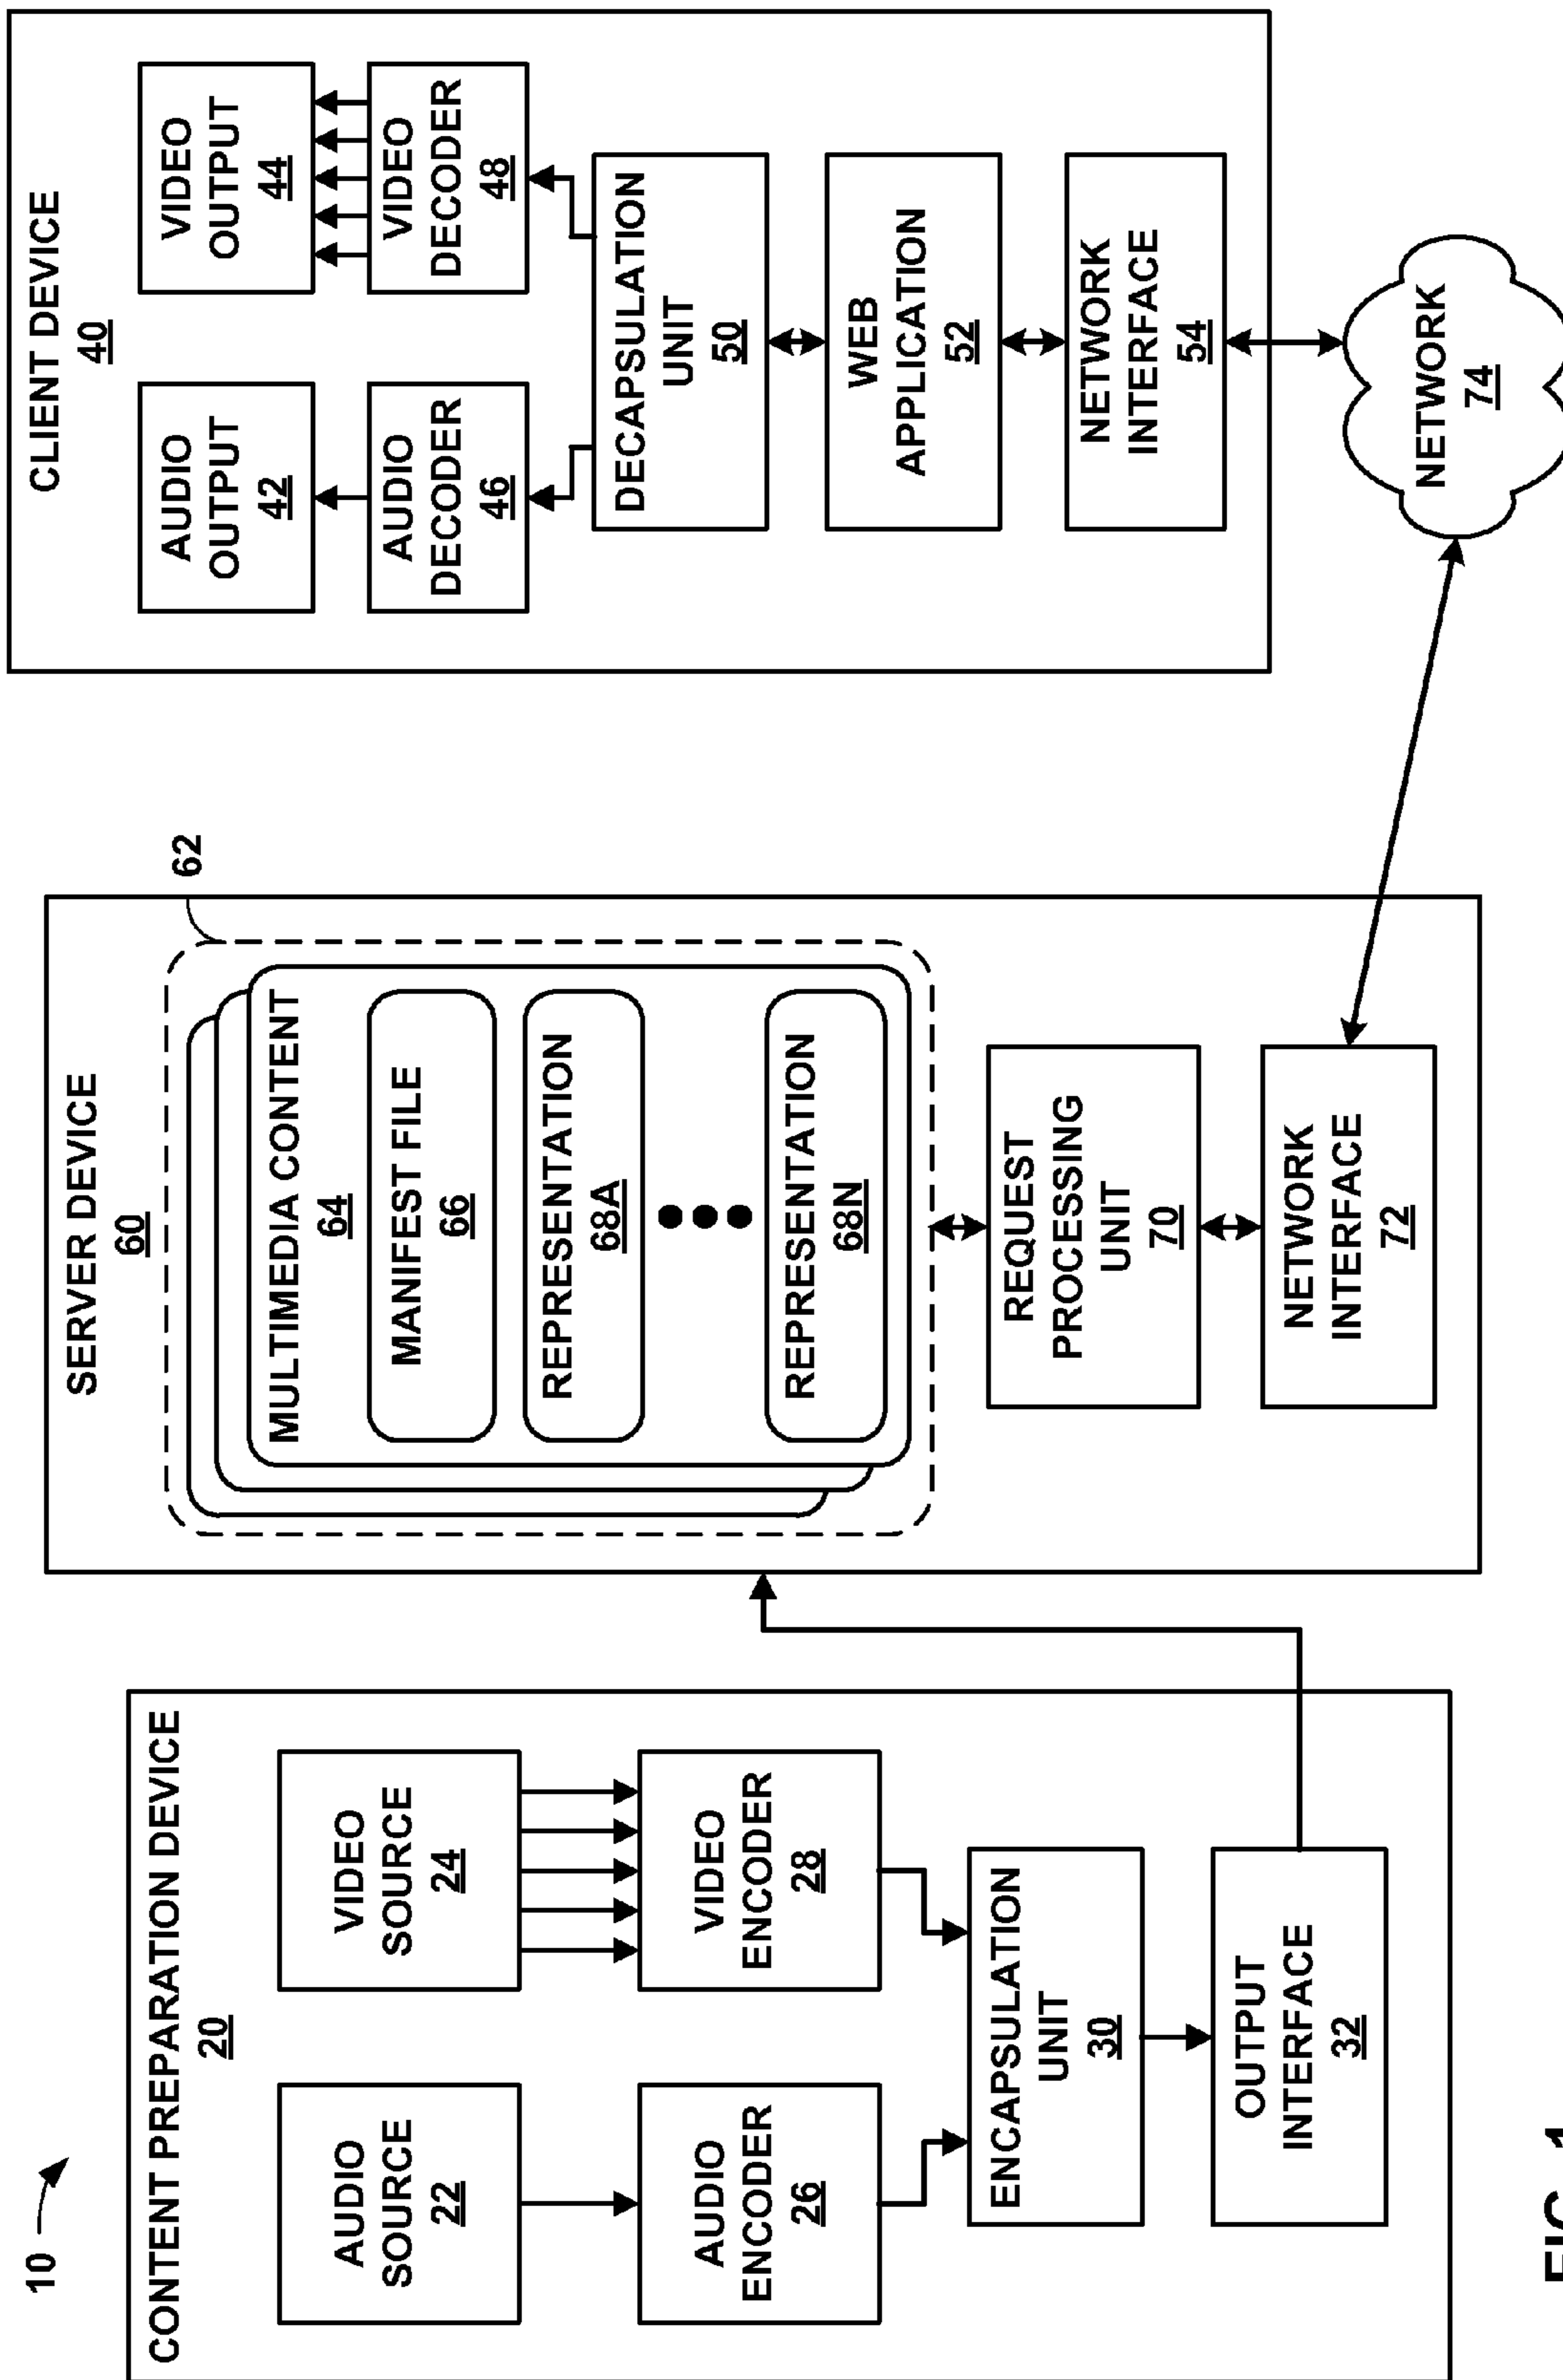 10
CONTENT PREPARATION DEVICE
20
AUDIO
SOURCE
22
VIDEO
SOURCE
24
AUDIO
ENCODER
26
VIDEO
ENCODER
28
ENCAPSULATION
UNIT
30
OUTPUT
INTERFACE
32
SERVER DEVICE
60
62
MULTIMEDIA CONTENT
64
MANIFEST FILE
66
REPRESENTATION
68A
REPRESENTATION
68N
REQUEST
PROCESSING
UNIT
70
NETWORK
INTERFACE
72
CLIENT DEVICE
40
AUDIO
OUTPUT
42
VIDEO
OUTPUT
44
AUDIO
DECODER
46
VIDEO
DECODER
48
DECAPSULATION
UNIT
50
WEB
APPLICATION
52
NETWORK
INTERFACE
54
NETWORK
74
FIG. 1